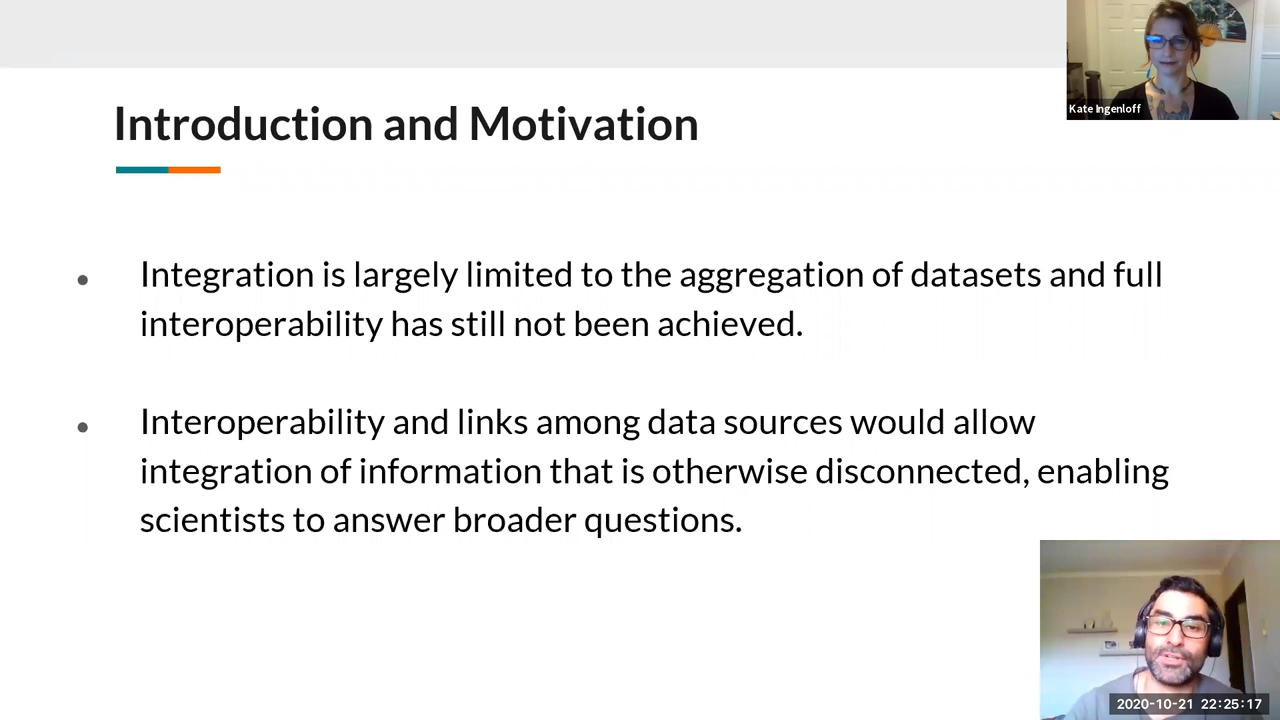 Kate Ingenloff
Introduction and Motivation
Integration is largely limited to the aggregation of datasets and full
interoperability has still not been achieved.
Interoperability and links among data sources would allow
integration of information that is otherwise disconnected, enabling
scientists to answer broader questions.
2020-10-21 22:25:17